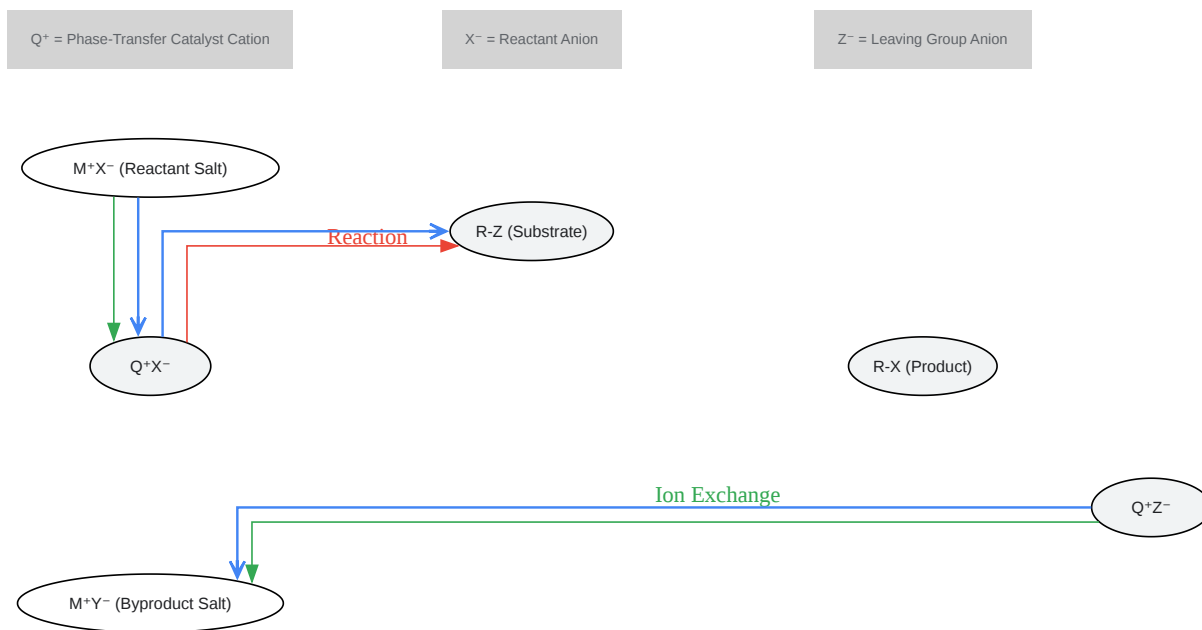 Q⁺ = Phase-Transfer Catalyst Cation
X⁻ = Reactant Anion
Z⁻ = Leaving Group Anion
M⁺X⁻ (Reactant Salt)
R-Z (Substrate)
Reaction
Q⁺X⁻
R-X (Product)
Ion Exchange
Q⁺Z⁻
M⁺Y⁻ (Byproduct Salt)